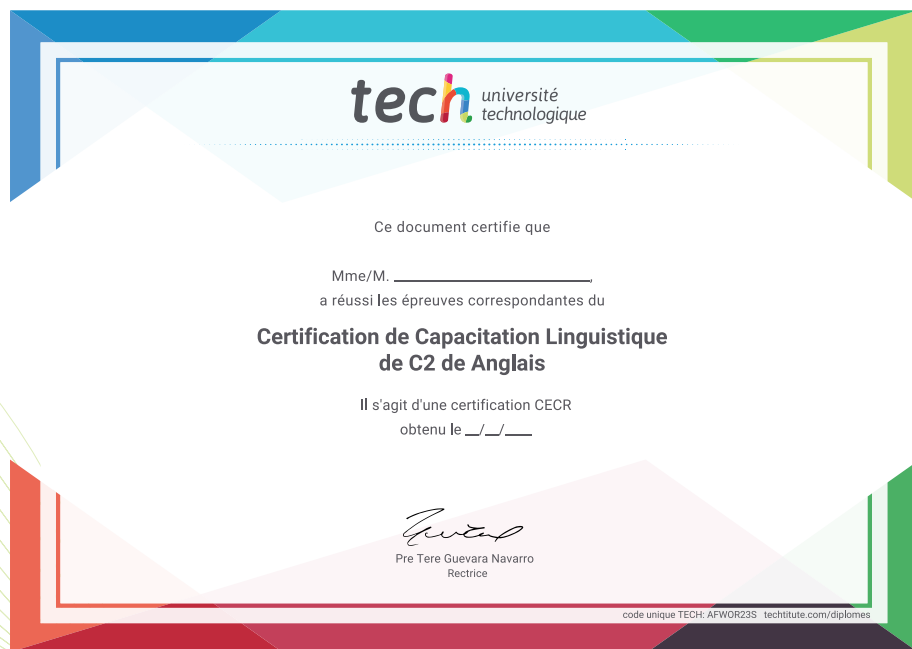 tech université
technologique
Ce document certifie que
Mme/M. ____________________,
a réussi les épreuves correspondantes du
Certification de Capacitation Linguistique
de C2 de Anglais
Il s'agit d'une certification CECR
obtenu le __/__/____
Pre Tere Guevara Navarro
Rectrice
code unique TECH: AFWOR23S techtitute.com/diplomes